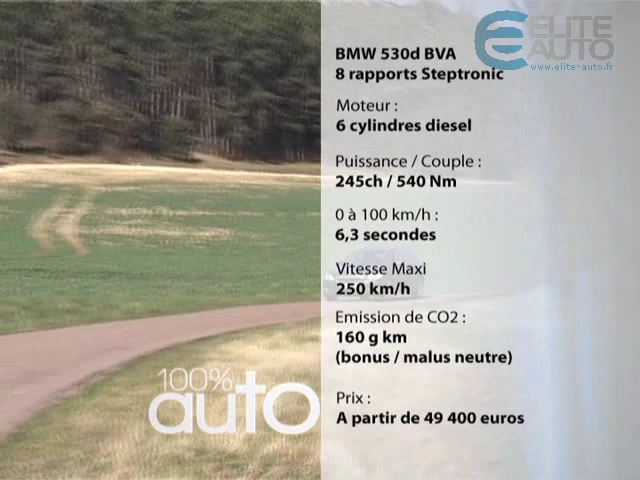 ELITE
AUTO
www.elite-auto.fr
BMW 530d BVA
8 rapports Steptronic
Moteur :
6 cylindres diesel
Puissance / Couple :
245ch / 540 Nm
0 à 100 km/h :
6,3 secondes
Vitesse Maxi
250 km/h
Emission de CO2 :
160 g km
(bonus / malus neutre)
Prix :
A partir de 49 400 euros
100%
auto